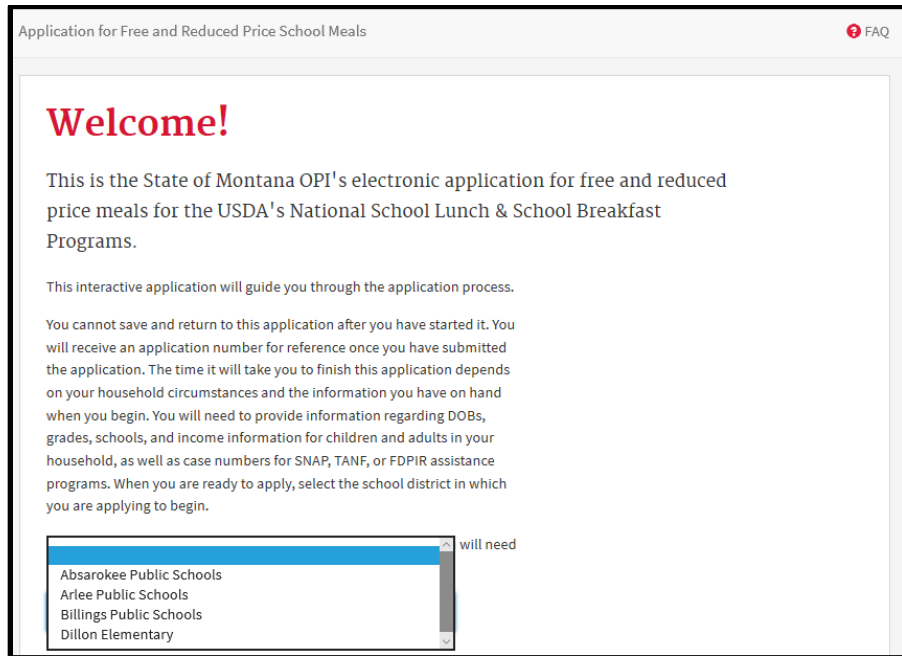 Application for Free and Reduced Price School Meals
FAQ
Welcome!
This is the State of Montana OPI's electronic application for free and reduced
price meals for the USDA's National School Lunch & School Breakfast
Programs.
This interactive application will guide you through the application process.
You cannot save and return to this application after you have started it. You
will receive an application number for reference once you have submitted
the application. The time it will take you to finish this application depends
on your household circumstances and the information you have on hand
when you begin. You will need to provide information regarding DOBs,
grades, schools, and income information for children and adults in your
household, as well as case numbers for SNAP, TANF, or FDPIR assistance
programs. When you are ready to apply, select the school district in which
you are applying to begin.
will need
Absarokee Public Schools
Arlee Public Schools
Billings Public Schools
Dillon Elementary